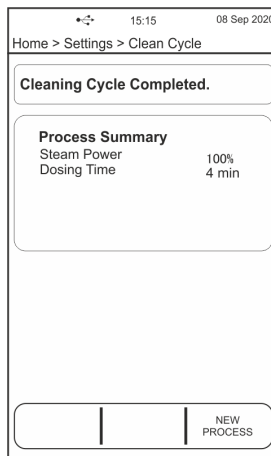 15:15 08 Sep 2020
Home > Settings > Clean Cycle
Cleaning Cycle Completed.
Process Summary
Steam Power 100%
Dosing Time 4 min
NEW
PROCESS